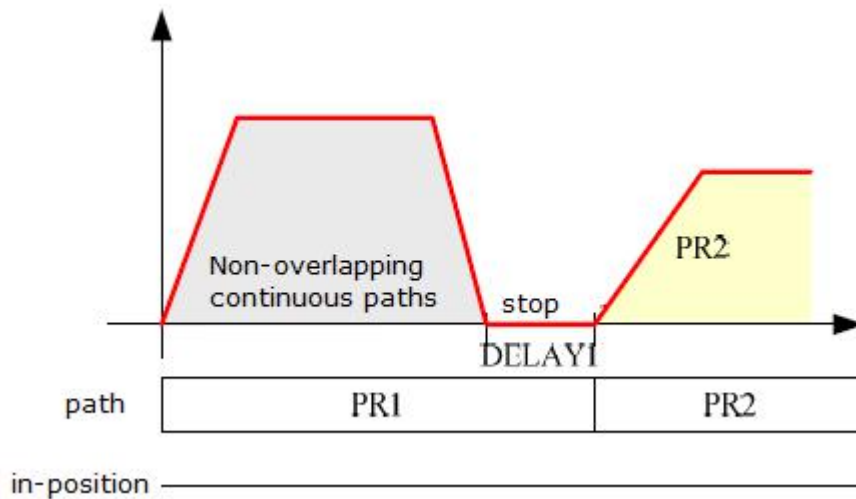 Non-overlapping
continuous paths
stop
PR2
DELAY1
path
PR1
PR2
in-position